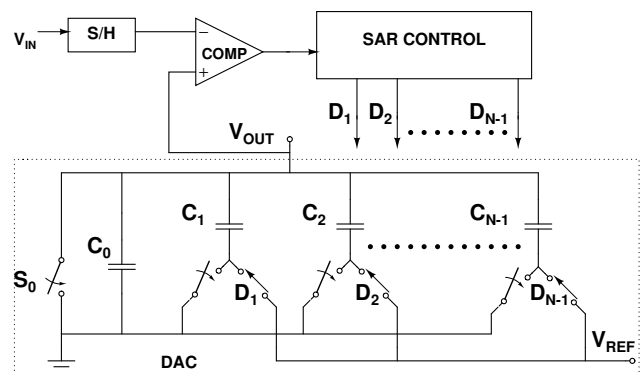 V_IN
S/H
−
+
COMP
SAR CONTROL
D_1 D_2 D_N-1
V_OUT
C_0 C_1 C_2 C_N-1
S_0
D_1 D_2 D_N-1
V_REF
DAC